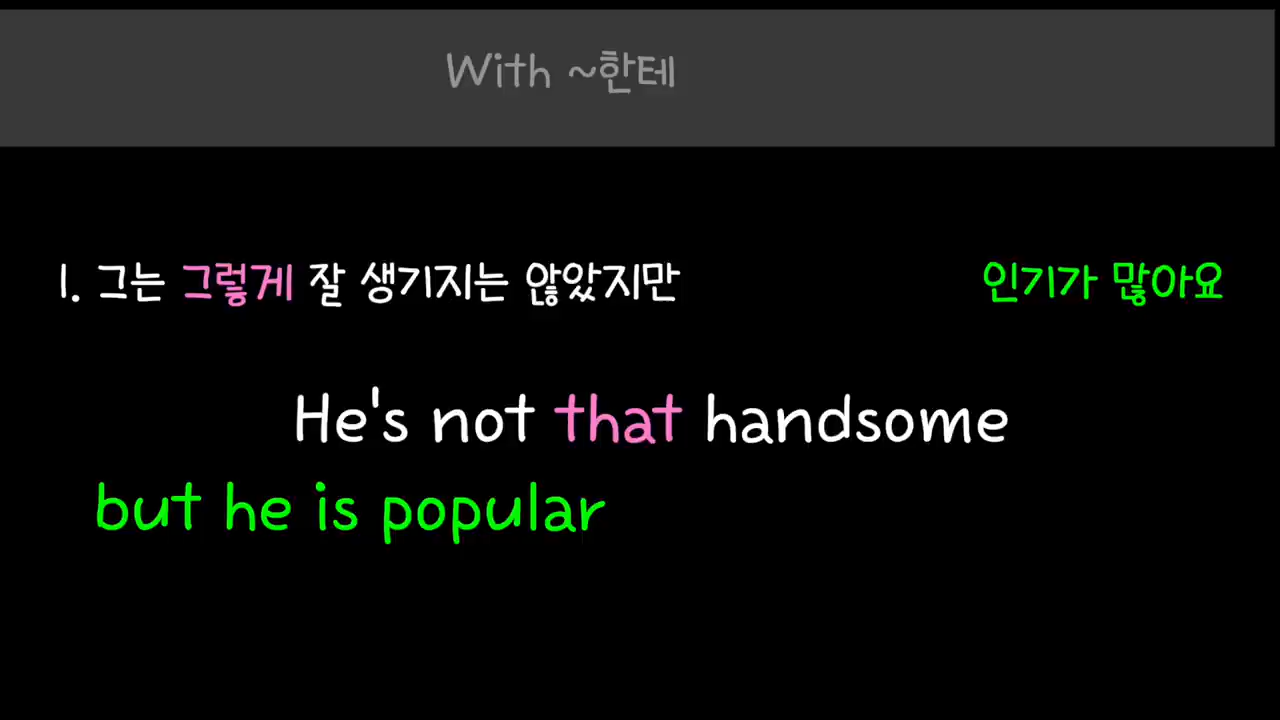 With ~한테
1. 그는 그렇게 잘 생기지는 않았지만 인기가 많아요
He's not that handsome
but he is popular